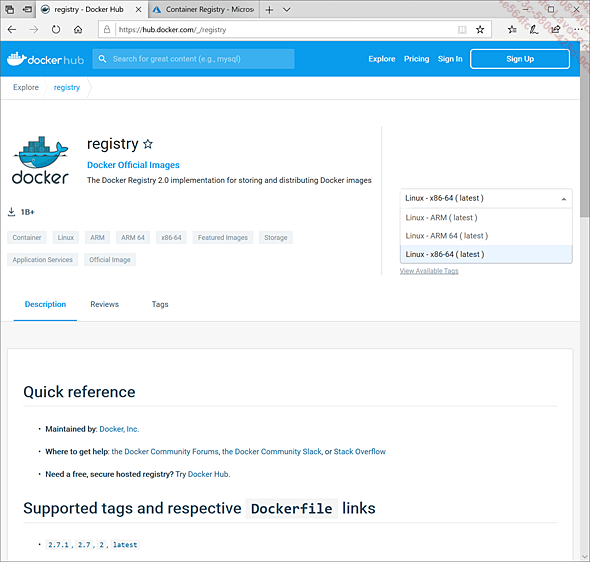 registry - Docker Hub
Container Registry - Micros
https://hub.docker.com/_/registry
docker hub
Search for great content (e.g., mysql)
Explore
Pricing
Sign In
Sign Up
Explore
registry
docker
registry
Docker Official Images
The Docker Registry 2.0 implementation for storing and distributing Docker images
1B+
Container
Linux
ARM
ARM 64
x86-64
Featured Images
Storage
Application Services
Official Image
Linux - x86-64 ( latest )
Linux - ARM ( latest )
Linux - ARM 64 ( latest )
Linux - x86-64 ( latest )
View Available Tags
Description
Reviews
Tags
Quick reference
• Maintained by: Docker, Inc.
• Where to get help: the Docker Community Forums, the Docker Community Slack, or Stack Overflow
• Need a free, secure hosted registry? Try Docker Hub.
Supported tags and respective Dockerfile links
• 2.7.1, 2.7, 2, latest